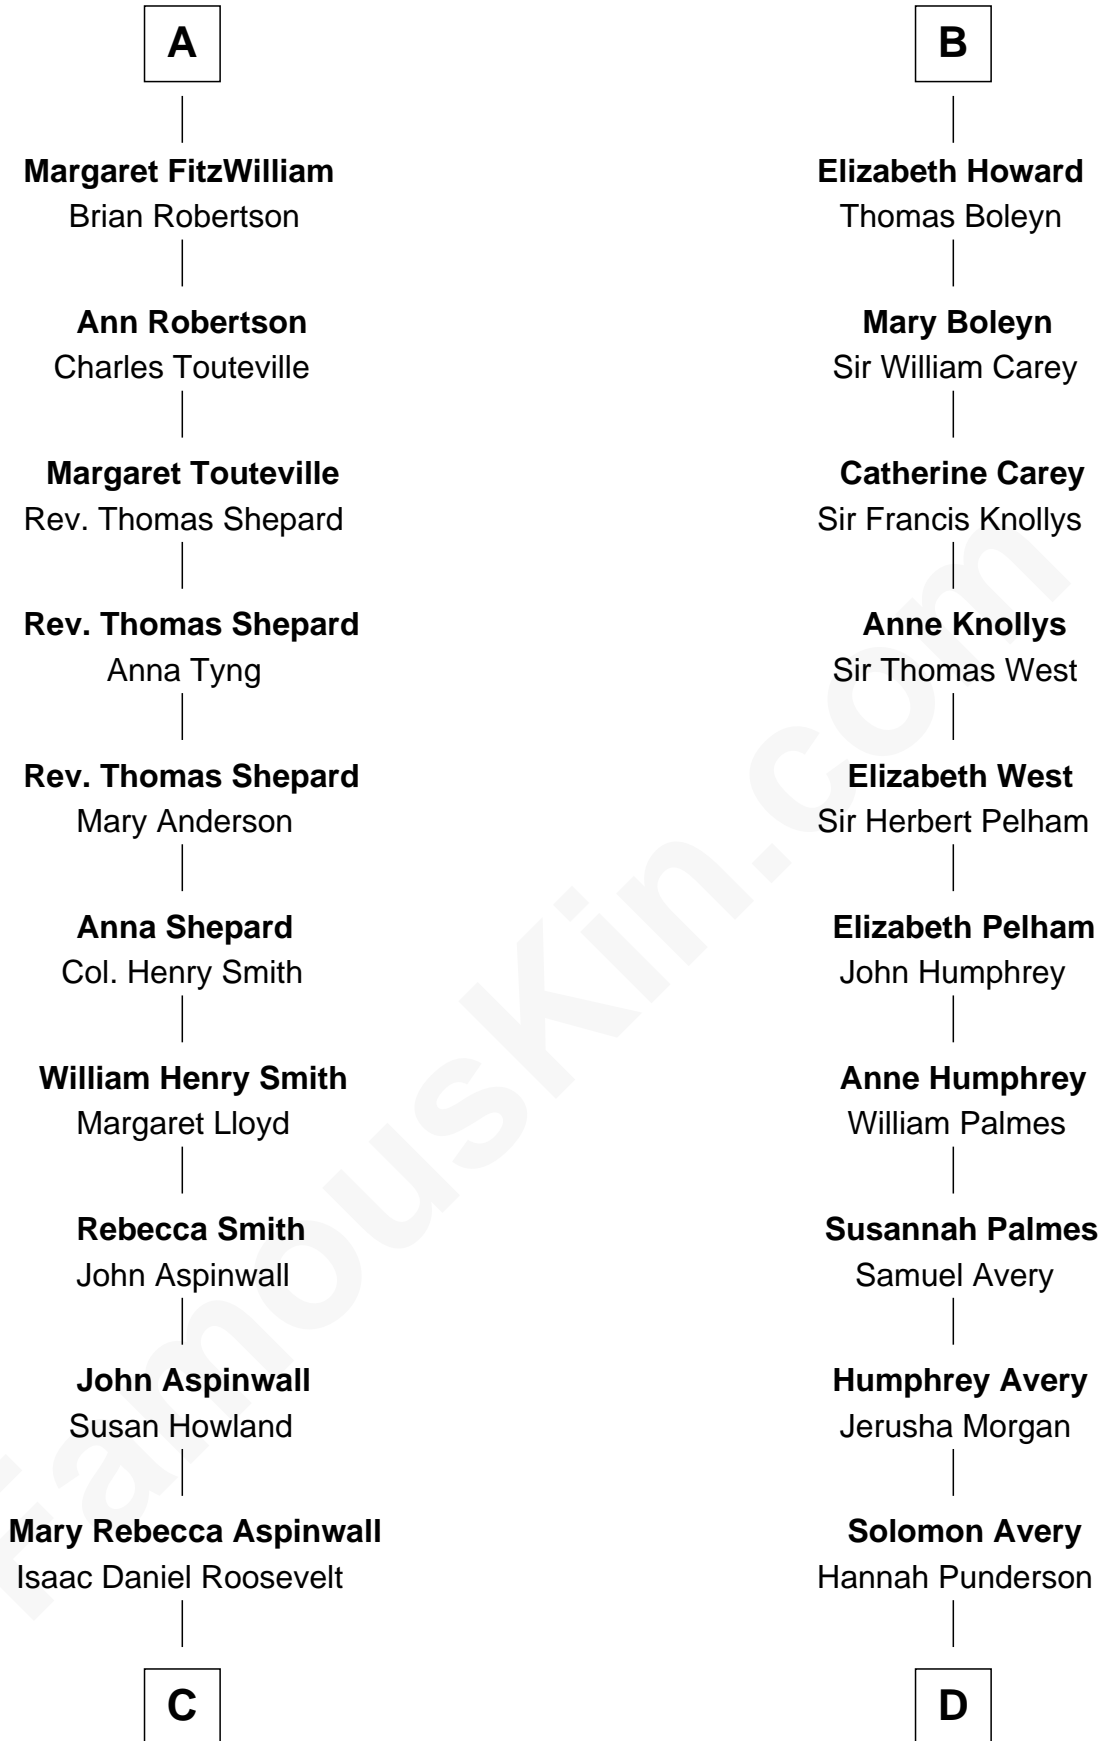 A
Margaret FitzWilliam
Brian Robertson
Ann Robertson
Charles Touteville
Margaret Touteville
Rev. Thomas Shepard
Rev. Thomas Shepard
Anna Tyng
Rev. Thomas Shepard
Mary Anderson
Anna Shepard
Col. Henry Smith
William Henry Smith
Margaret Lloyd
Rebecca Smith
John Aspinwall
John Aspinwall
Susan Howland
Mary Rebecca Aspinwall
Isaac Daniel Roosevelt
C
B
Elizabeth Howard
Thomas Boleyn
Mary Boleyn
Sir William Carey
Catherine Carey
Sir Francis Knollys
Anne Knollys
Sir Thomas West
Elizabeth West
Sir Herbert Pelham
Elizabeth Pelham
John Humphrey
Anne Humphrey
William Palmes
Susannah Palmes
Samuel Avery
Humphrey Avery
Jerusha Morgan
Solomon Avery
Hannah Punderson
D
FamousKin.com